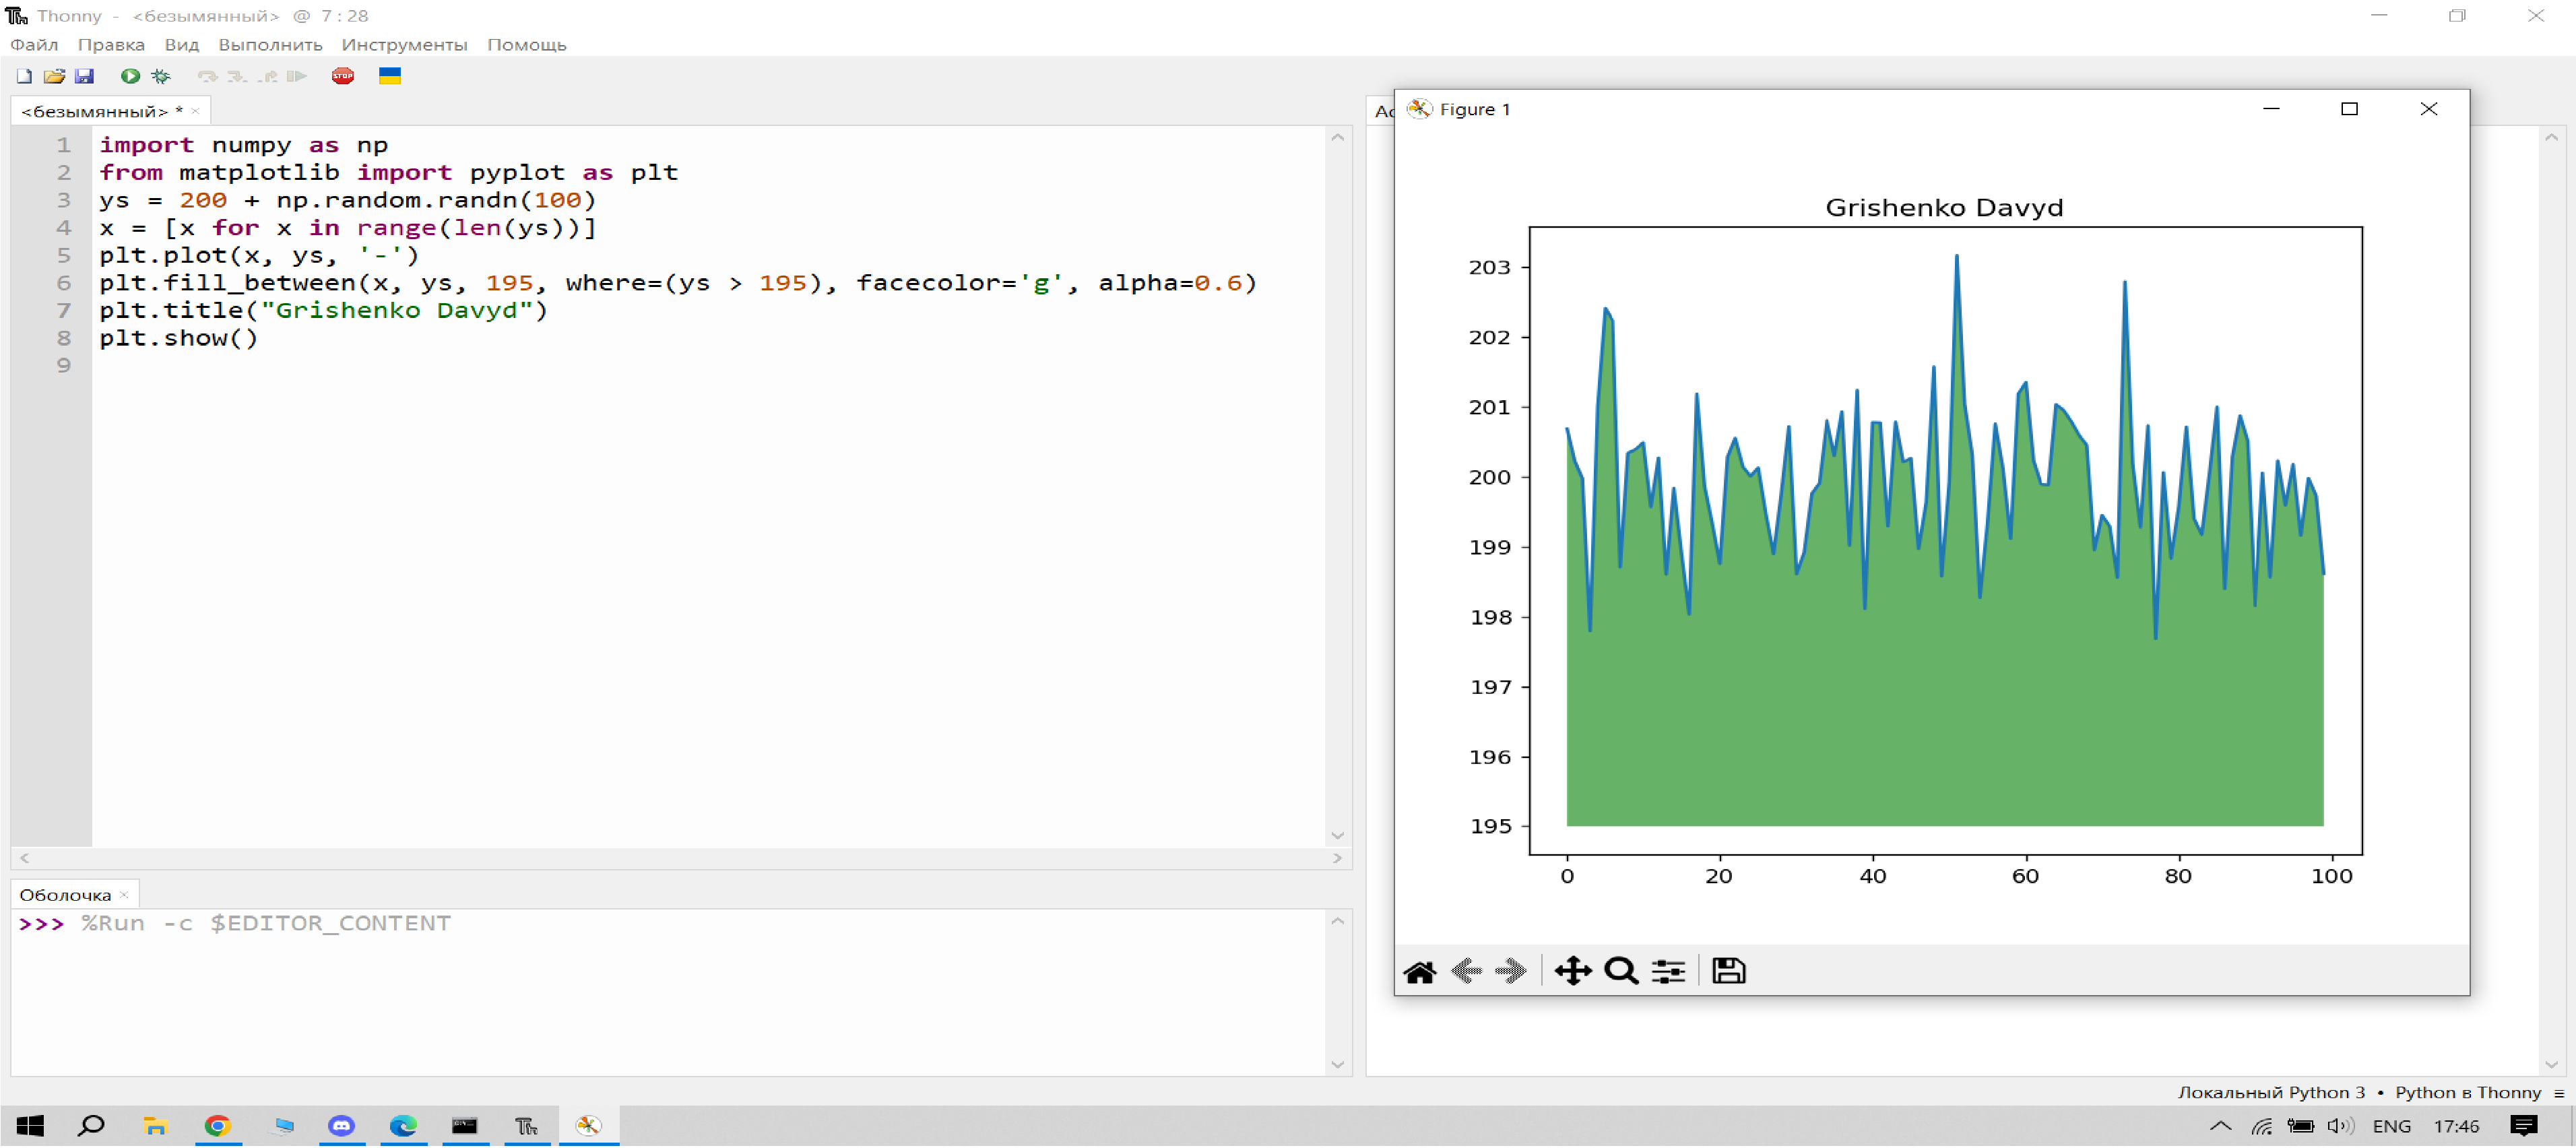 Thonny - <безымянный> @ 7 : 28
Файл Правка Вид Выполнить Инструменты Помощь
STOP
<безымянный> *
1 import numpy as np
2 from matplotlib import pyplot as plt
3 ys = 200 + np.random.randn(100)
4 x = [x for x in range(len(ys))]
5 plt.plot(x, ys, '-')
6 plt.fill_between(x, ys, 195, where=(ys > 195), facecolor='g', alpha=0.6)
7 plt.title("Grishenko Davyd")
8 plt.show()
9
Оболочка
>>> %Run -c $EDITOR_CONTENT
Figure 1
Grishenko Davyd
203
202
201
200
199
198
197
196
195
0 20 40 60 80 100
Локальный Python 3 • Python в Thonny ≡
ENG 17:46